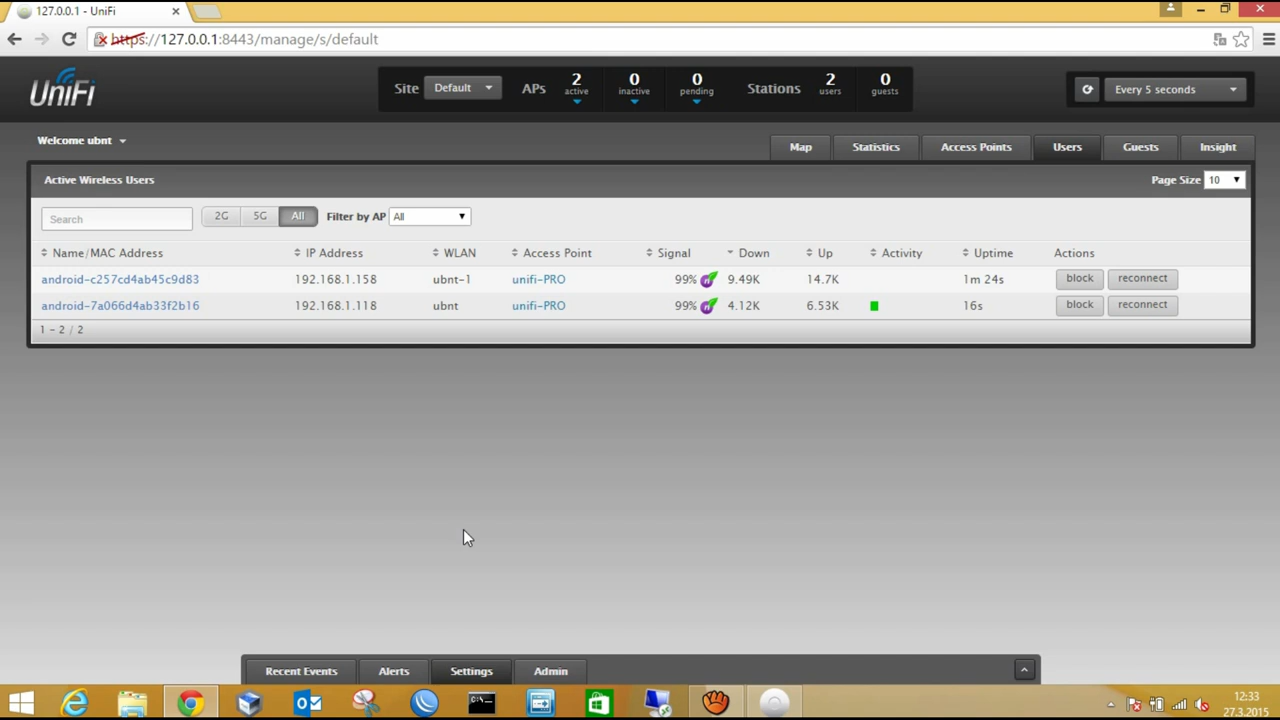 127.0.0.1 - UniFi
https://127.0.0.1:8443/manage/s/default
UniFi
Site Default APs 2 active 0 inactive 0 pending Stations 2 users 0 guests
Every 5 seconds
Welcome ubnt
Map Statistics Access Points Users Guests Insight
Active Wireless Users Page Size 10
Search 2G 5G All Filter by AP All
Name/MAC Address IP Address WLAN Access Point Signal Down Up Activity Uptime Actions
android-c257cd4ab45c9d83 192.168.1.158 ubnt-1 unifi-PRO 99% n 9.49K 14.7K 1m 24s block reconnect
android-7a066d4ab33f2b16 192.168.1.118 ubnt unifi-PRO 99% n 4.12K 6.53K 16s block reconnect
1 - 2 / 2
Recent Events Alerts Settings Admin
12:33
27.3.2015